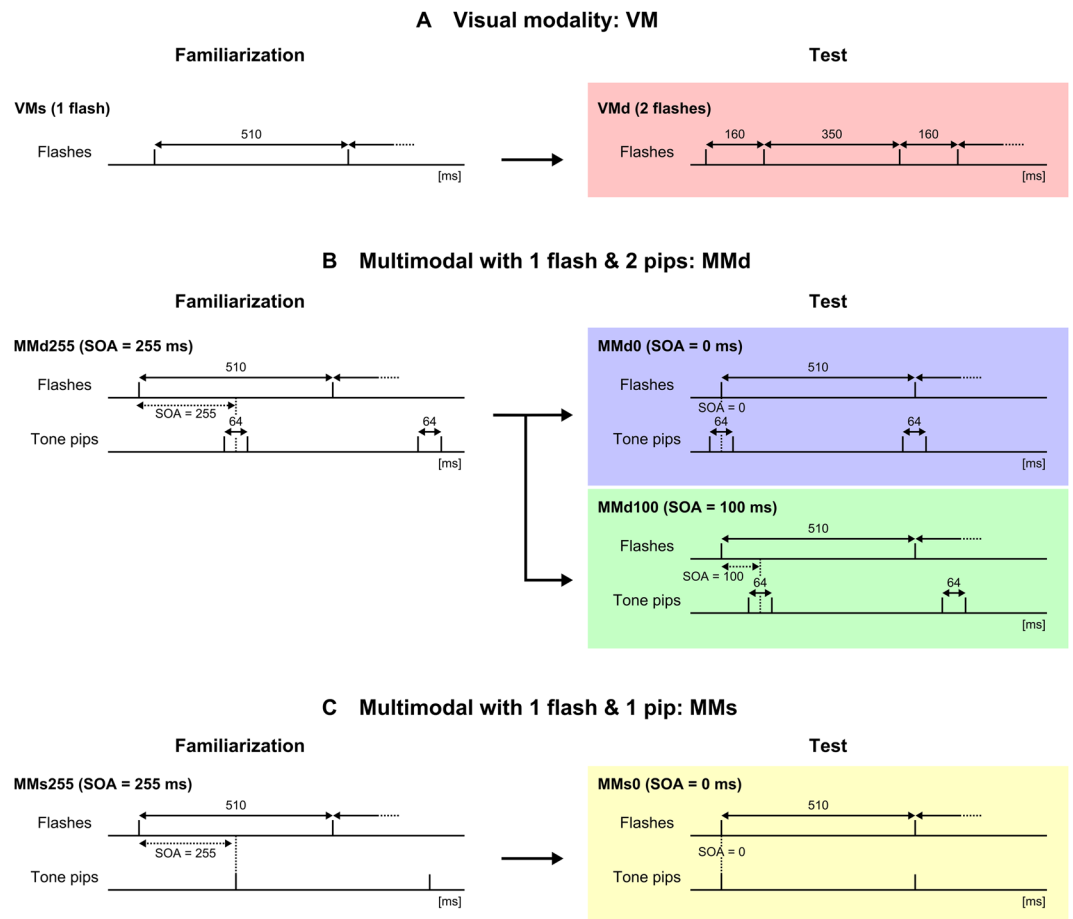 A Visual modality: VM
Familiarization
Test
VMs (1 flash)
510
Flashes
[ms]
VMd (2 flashes)
160 350 160
Flashes
[ms]
B Multimodal with 1 flash & 2 pips: MMd
Familiarization
Test
MMd255 (SOA = 255 ms)
510
Flashes
SOA = 255
64 64
Tone pips
[ms]
MMd0 (SOA = 0 ms)
510
Flashes
SOA = 0
64 64
Tone pips
[ms]
MMd100 (SOA = 100 ms)
510
Flashes
SOA = 100
64 64
Tone pips
[ms]
C Multimodal with 1 flash & 1 pip: MMs
Familiarization
Test
MMs255 (SOA = 255 ms)
510
Flashes
SOA = 255
Tone pips
[ms]
MMs0 (SOA = 0 ms)
510
Flashes
SOA = 0
Tone pips
[ms]